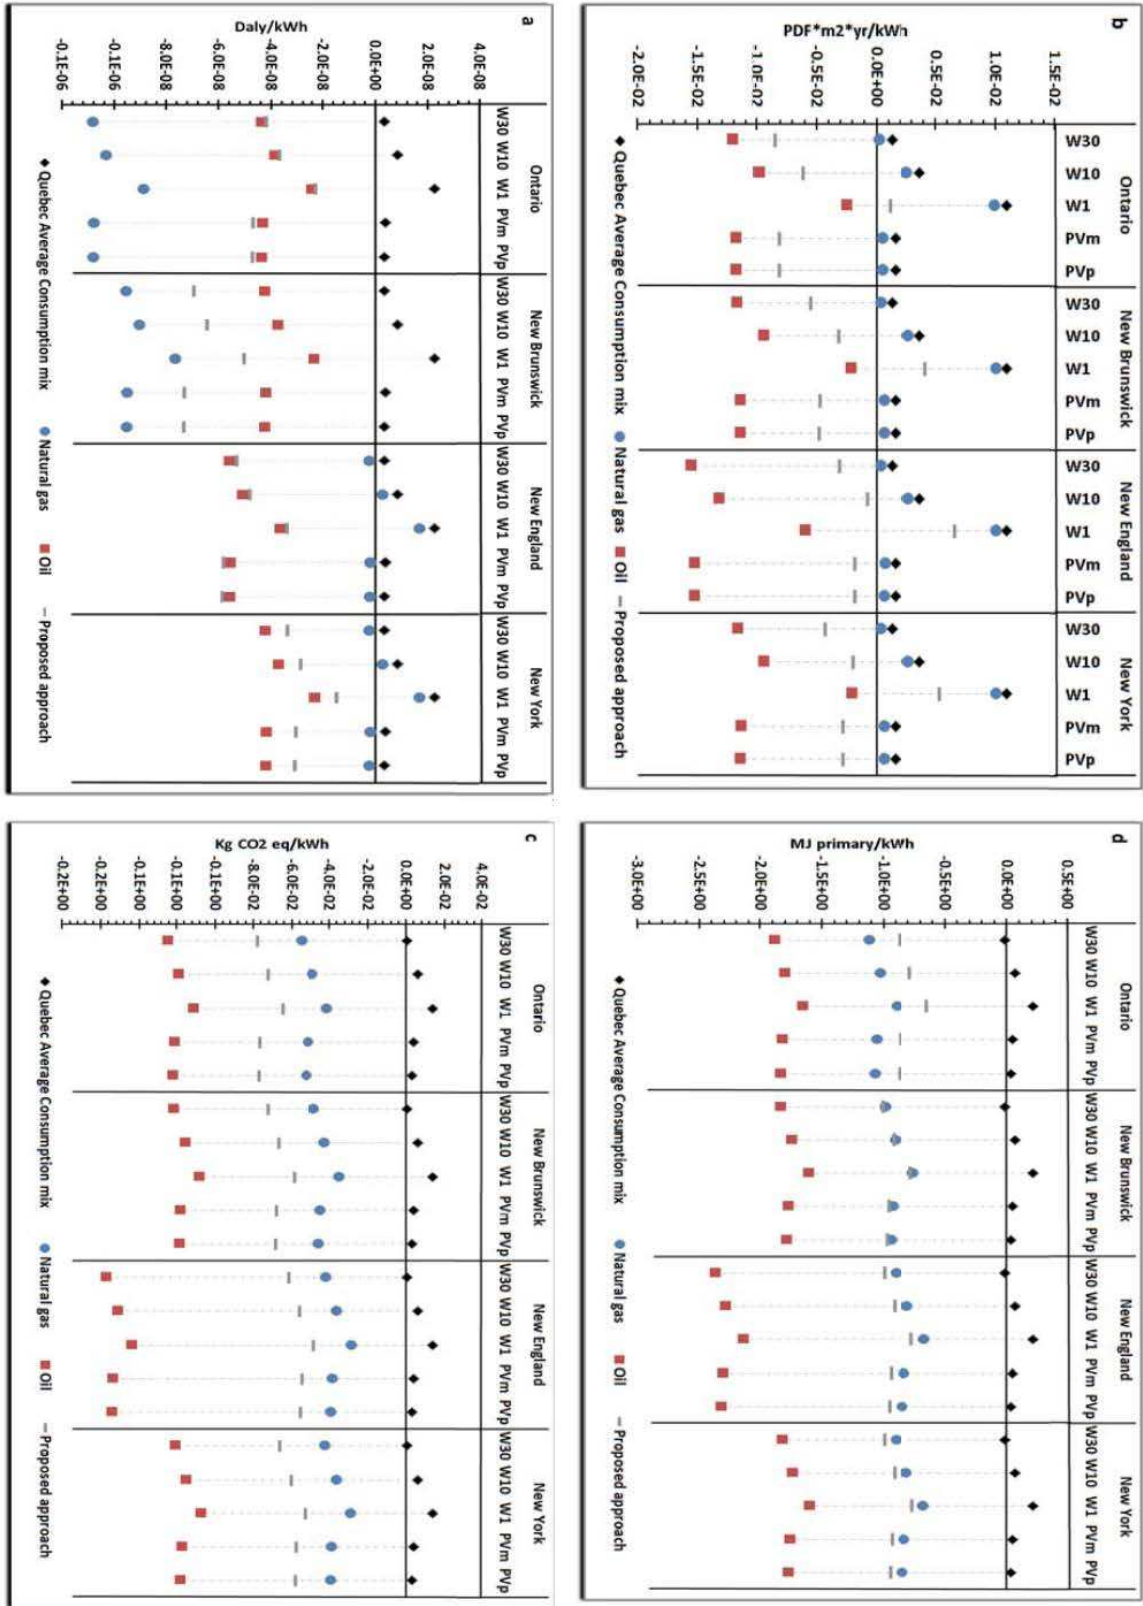 a
Daly/kWh
4.0E-08
2.0E-08
0.0E+00
-2.0E-08
-4.0E-08
-6.0E-08
-8.0E-08
-0.1E-06
-0.1E-06
W30 W10 W1 PVm PVp W30 W10 W1 PVm PVp W30 W10 W1 PVm PVp W30 W10 W1 PVm PVp
Ontario New Brunswick New England New York
Quebec Average Consumption mix Natural gas Oil Proposed approach
b
PDF*m2*yr/kWh
1.5E-02
1.0E-02
0.5E-02
0.0E+00
-0.5E-02
-1.0E-02
-1.5E-02
-2.0E-02
W30 W10 W1 PVm PVp W30 W10 W1 PVm PVp W30 W10 W1 PVm PVp W30 W10 W1 PVm PVp
Ontario New Brunswick New England New York
Quebec Average Consumption mix Natural gas Oil Proposed approach
c
Kg CO2 eq/kWh
4.0E-02
2.0E-02
0.0E+00
-2.0E-02
-4.0E-02
-6.0E-02
-8.0E-02
-0.1E+00
-0.1E+00
-0.2E+00
-0.2E+00
W30 W10 W1 PVm PVp W30 W10 W1 PVm PVp W30 W10 W1 PVm PVp W30 W10 W1 PVm PVp
Ontario New Brunswick New England New York
Quebec Average Consumption mix Natural gas Oil Proposed approach
d
MJ primary/kWh
0.5E+00
0.0E+00
-0.5E+00
-1.0E+00
-1.5E+00
-2.0E+00
-2.5E+00
-3.0E+00
W30 W10 W1 PVm PVp W30 W10 W1 PVm PVp W30 W10 W1 PVm PVp W30 W10 W1 PVm PVp
Ontario New Brunswick New England New York
Quebec Average Consumption mix Natural gas Oil Proposed approach